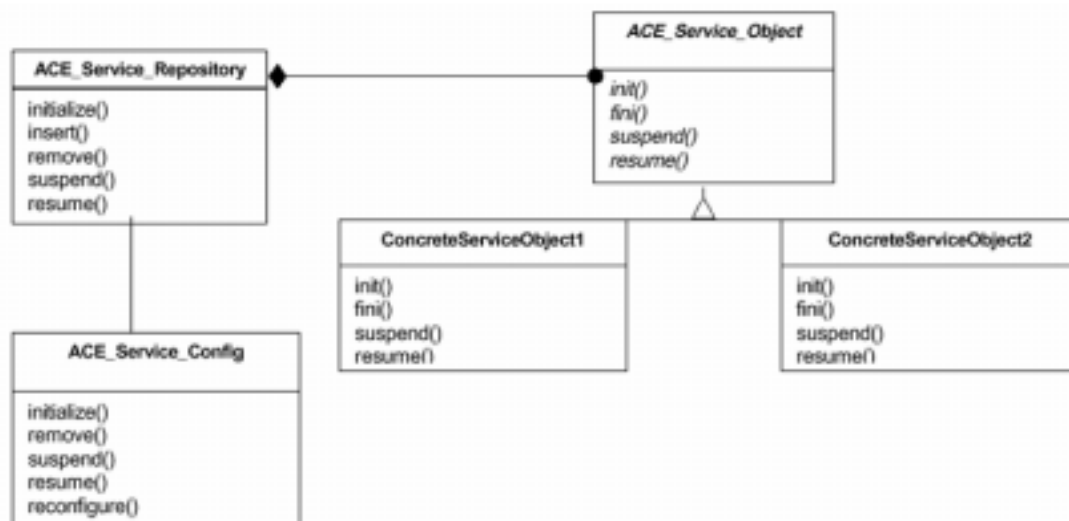 ACE_Service_Object
init()
fini()
suspend()
resume()
ACE_Service_Repository
initialize()
insert()
remove()
suspend()
resume()
ConcreteServiceObject1
init()
fini()
suspend()
resume()
ConcreteServiceObject2
init()
fini()
suspend()
resume()
ACE_Service_Config
initialize()
remove()
suspend()
resume()
reconfigure()